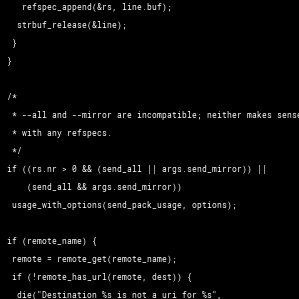 refspec_append(&rs, line.buf);
strbuf_release(&line);
}
}
/*
* --all and --mirror are incompatible; neither makes sense
* with any refspecs.
*/
if ((rs.nr > 0 && (send_all || args.send_mirror)) ||
(send_all && args.send_mirror))
usage_with_options(send_pack_usage, options);
if (remote_name) {
remote = remote_get(remote_name);
if (!remote_has_url(remote, dest)) {
die("Destination %s is not a uri for %s",